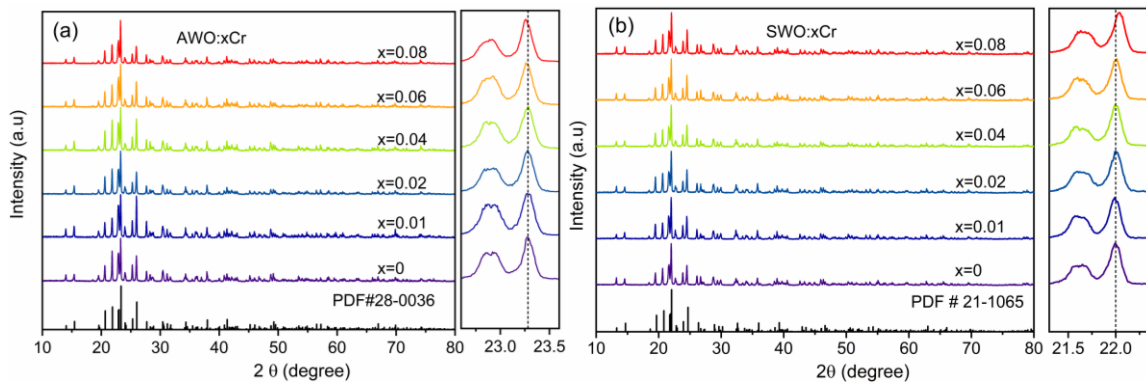 (a)
AWO:xCr
x=0.08
x=0.06
x=0.04
x=0.02
x=0.01
x=0
PDF#28-0036
Intensity (a.u)
10 20 30 40 50 60 70 80
2 θ (degree)
23.0 23.5
(b)
SWO:xCr
x=0.08
x=0.06
x=0.04
x=0.02
x=0.01
x=0
PDF # 21-1065
Intensity (a.u)
10 20 30 40 50 60 70 80
2θ (degree)
21.5 22.0